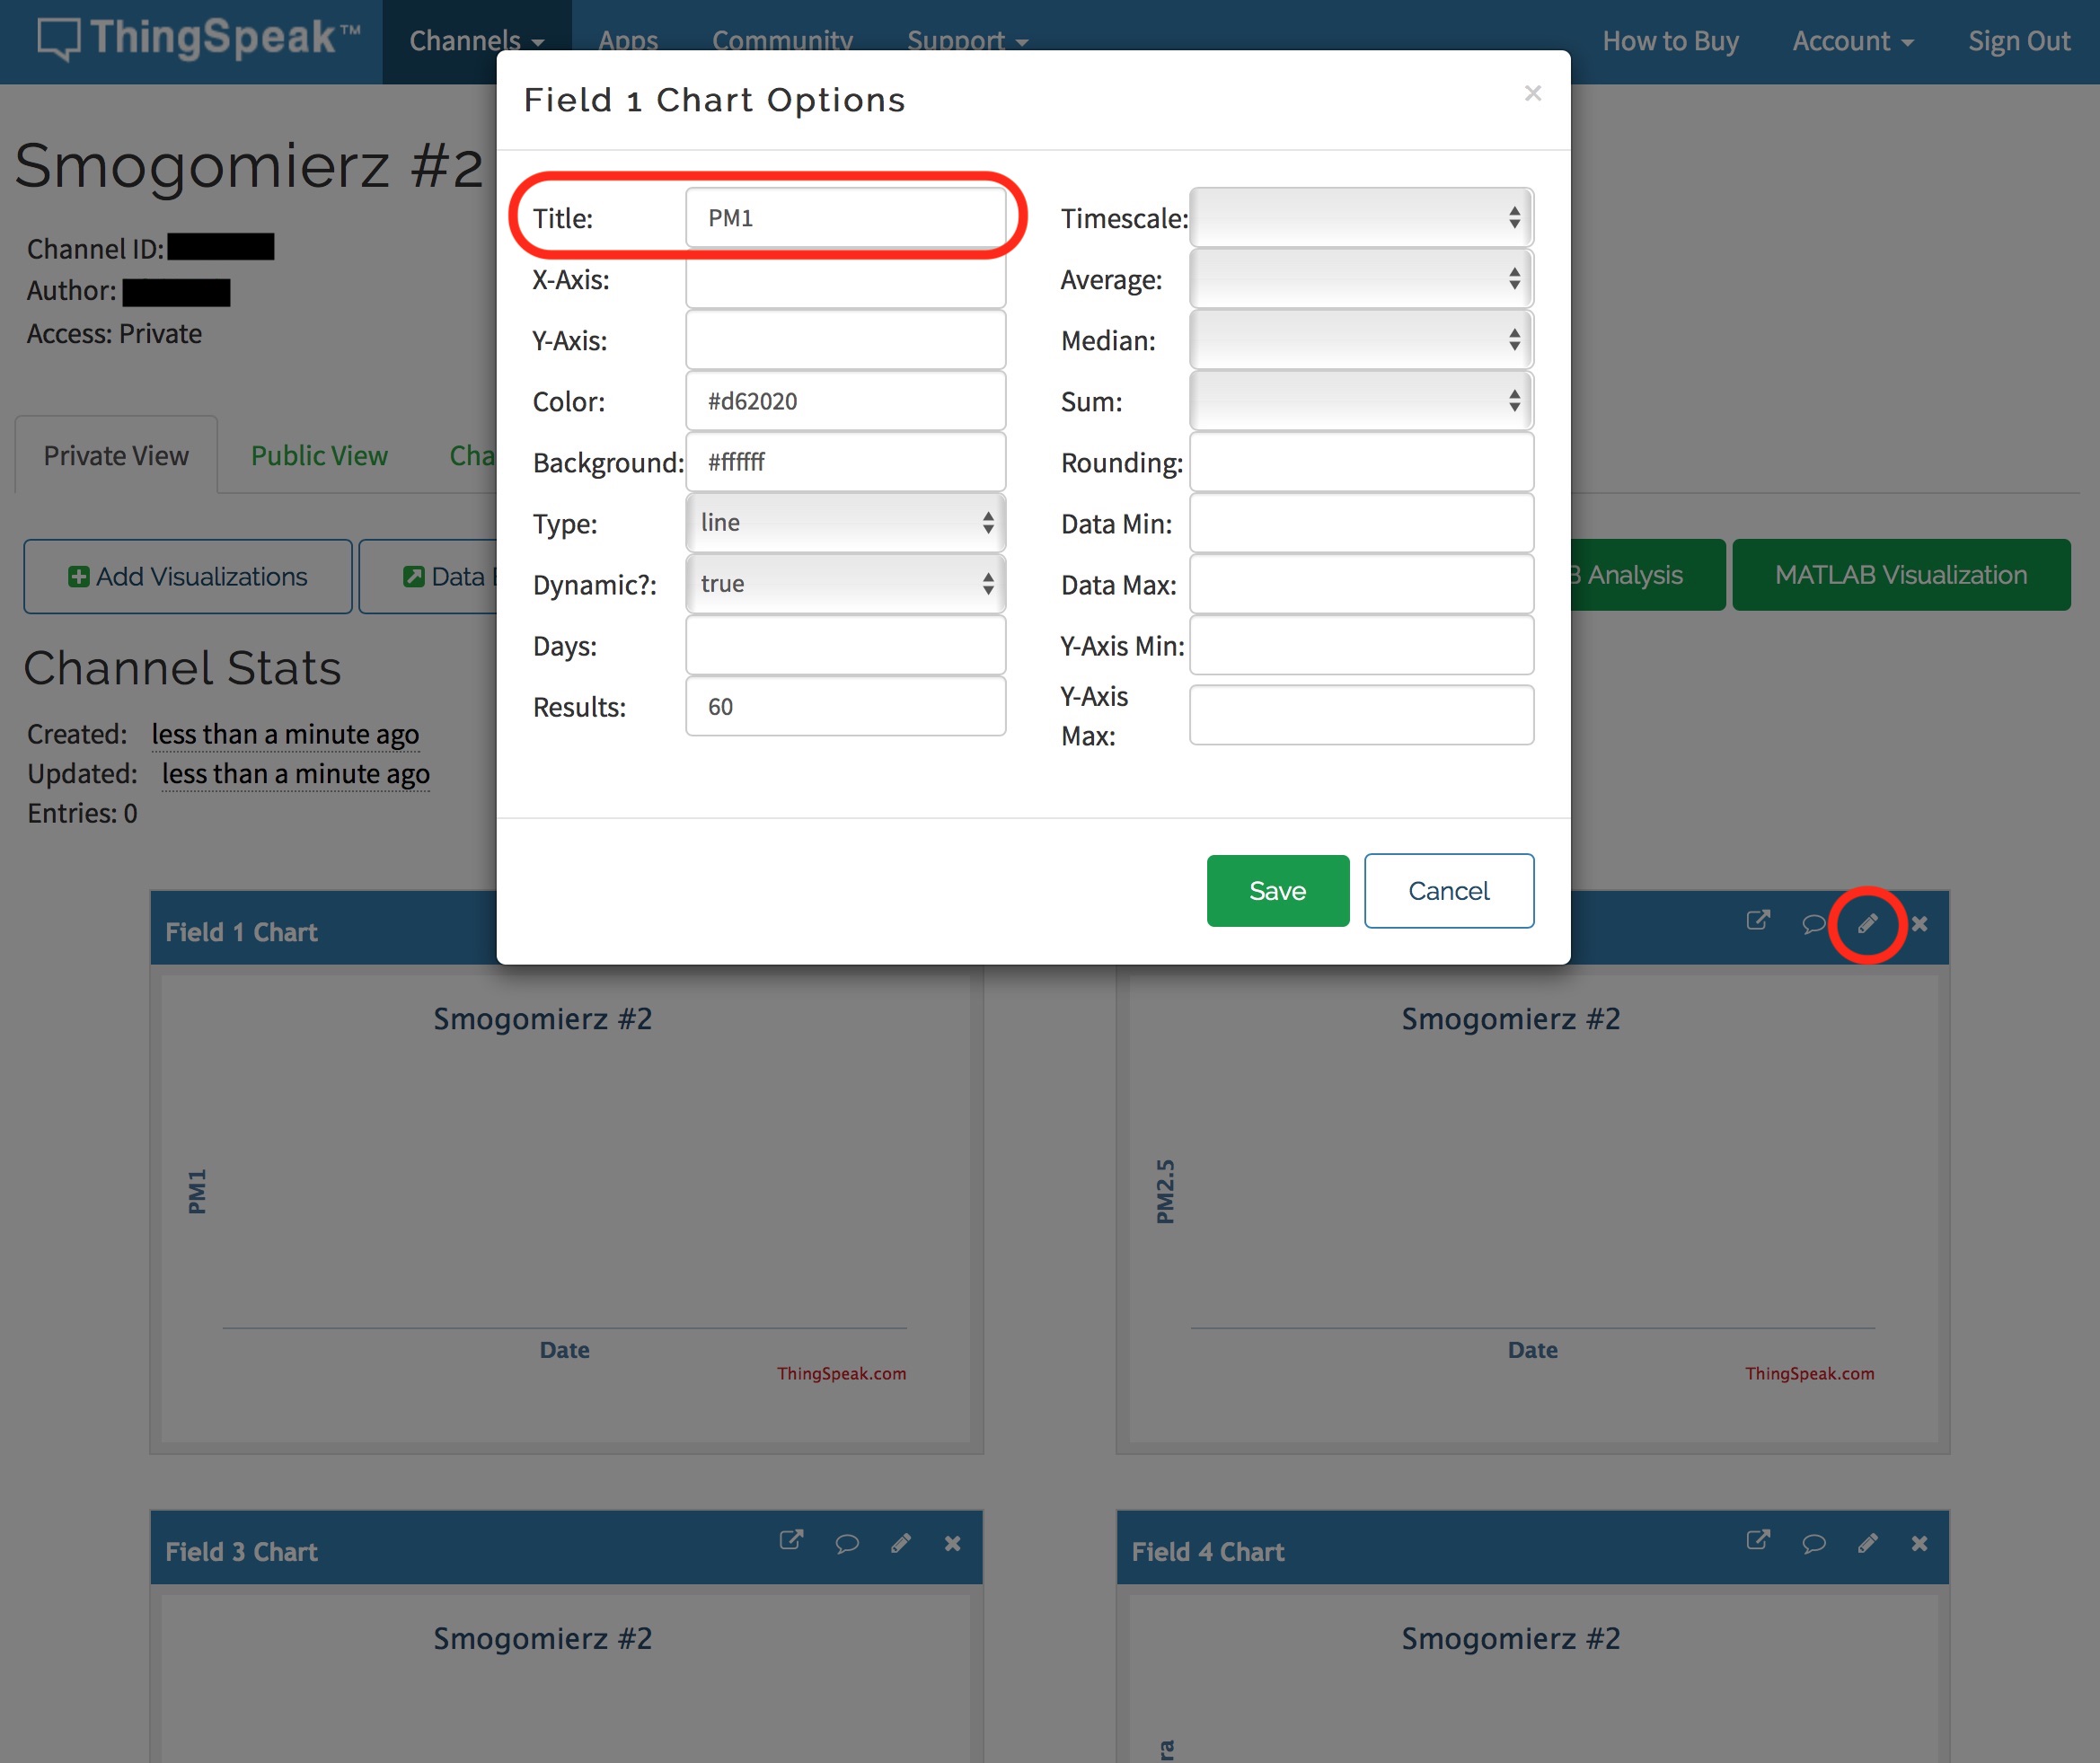 ThingSpeak™
Channels
Apps
Community
Support
How to Buy
Account
Sign Out
Smogomierz #2
Channel ID:
Author:
Access: Private
Private View
Public View
Cha
Add Visualizations
Data
B Analysis
MATLAB Visualization
Channel Stats
Created: less than a minute ago
Updated: less than a minute ago
Entries: 0
Field 1 Chart Options
×
Title: PM1
X-Axis:
Y-Axis:
Color: #d62020
Background: #ffffff
Type: line
Dynamic?: true
Days:
Results: 60
Timescale:
Average:
Median:
Sum:
Rounding:
Data Min:
Data Max:
Y-Axis Min:
Y-Axis
Max:
Save
Cancel
Field 1 Chart
Smogomierz #2
PM1
Date
ThingSpeak.com
Smogomierz #2
PM2.5
Date
ThingSpeak.com
Field 3 Chart
Smogomierz #2
Field 4 Chart
Smogomierz #2
ra